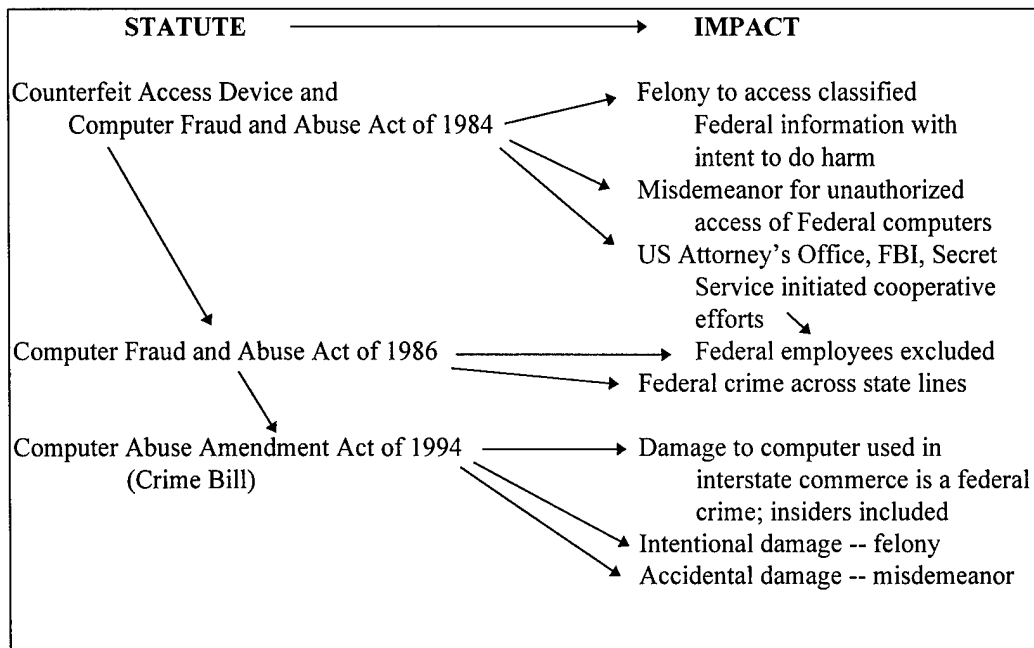 STATUTE IMPACT
Counterfeit Access Device and
Computer Fraud and Abuse Act of 1984
Felony to access classified
Federal information with
intent to do harm
Misdemeanor for unauthorized
access of Federal computers
US Attorney's Office, FBI, Secret
Service initiated cooperative
efforts
Computer Fraud and Abuse Act of 1986
Federal employees excluded
Federal crime across state lines
Computer Abuse Amendment Act of 1994
(Crime Bill)
Damage to computer used in
interstate commerce is a federal
crime; insiders included
Intentional damage -- felony
Accidental damage -- misdemeanor